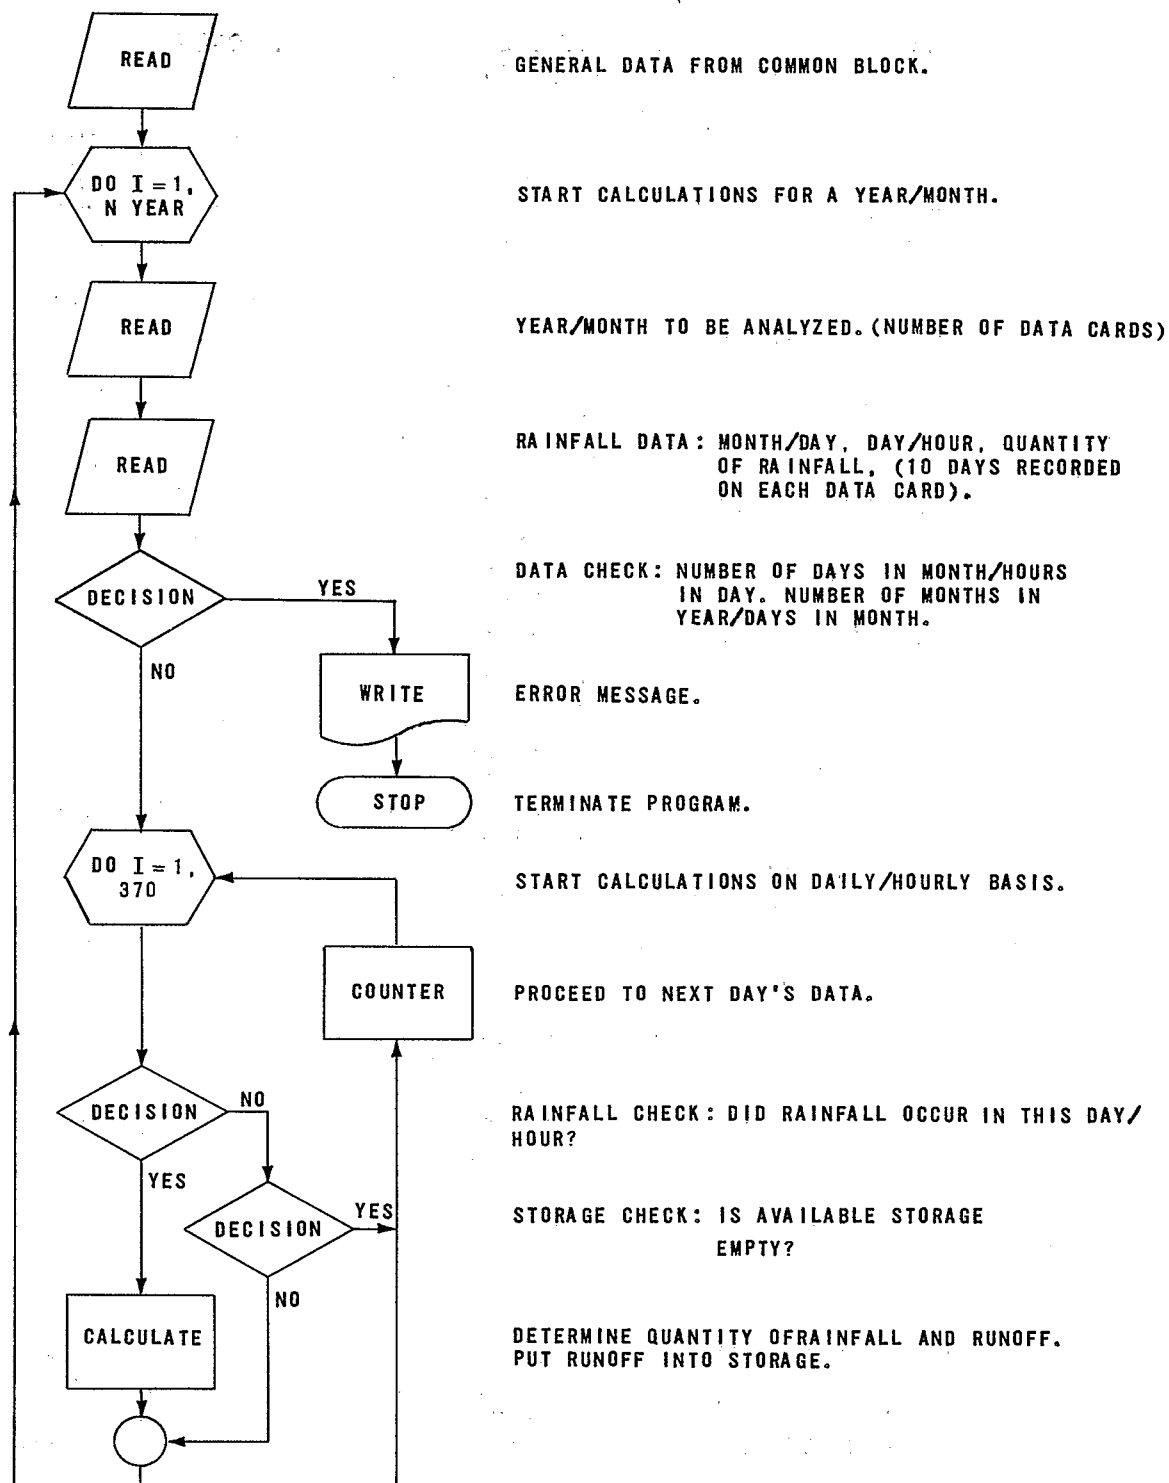 READ
GENERAL DATA FROM COMMON BLOCK.
DO I = 1,
N YEAR
START CALCULATIONS FOR A YEAR/MONTH.
READ
YEAR/MONTH TO BE ANALYZED. (NUMBER OF DATA CARDS)
READ
RAINFALL DATA: MONTH/DAY, DAY/HOUR, QUANTITY
OF RAINFALL, (10 DAYS RECORDED
ON EACH DATA CARD).
DECISION
YES
NO
DATA CHECK: NUMBER OF DAYS IN MONTH/HOURS
IN DAY. NUMBER OF MONTHS IN
YEAR/DAYS IN MONTH.
WRITE
ERROR MESSAGE.
STOP
TERMINATE PROGRAM.
DO I = 1,
370
START CALCULATIONS ON DAILY/HOURLY BASIS.
COUNTER
PROCEED TO NEXT DAY'S DATA.
DECISION
NO
YES
RAINFALL CHECK: DID RAINFALL OCCUR IN THIS DAY/
HOUR?
DECISION
YES
NO
STORAGE CHECK: IS AVAILABLE STORAGE
EMPTY?
CALCULATE
DETERMINE QUANTITY OFRAINFALL AND RUNOFF.
PUT RUNOFF INTO STORAGE.